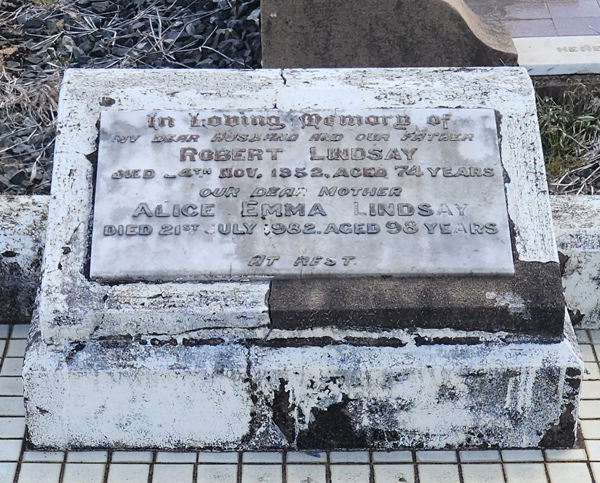 In Loving Memory of
MY DEAR HUSBAND AND OUR FATHER
ROBERT LINDSAY
DIED 4TH NOV, 1952, AGED 74 YEARS
OUR DEAR MOTHER
ALICE EMMA LINDSAY
DIED 21ST JULY 1982. AGED 98 YEARS
AT REST.